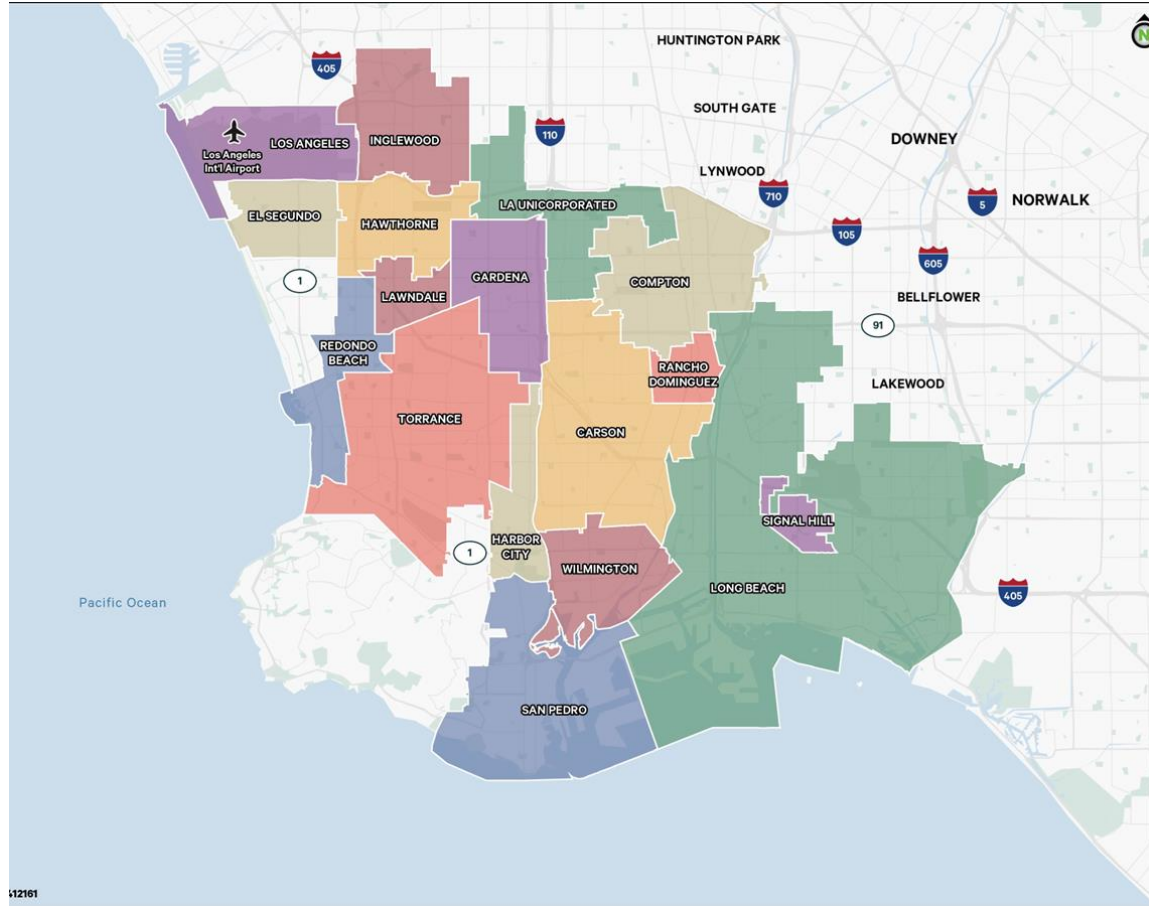 N
HUNTINGTON PARK
405
SOUTH GATE
110
DOWNEY
LOS ANGELES
INGLEWOOD
Los Angeles
Int'l Airport
LYNWOOD
710
5
NORWALK
EL SEGUNDO
HAWTHORNE
LA UNICORPORATED
105
605
1
GARDENA
COMPTON
LAWNDALE
BELLFLOWER
91
REDONDO
BEACH
RANCHO
DOMINGUEZ
LAKEWOOD
TORRANCE
CARSON
SIGNAL HILL
HARBOR
CITY
1
WILMINGTON
LONG BEACH
405
Pacific Ocean
SAN PEDRO
412161